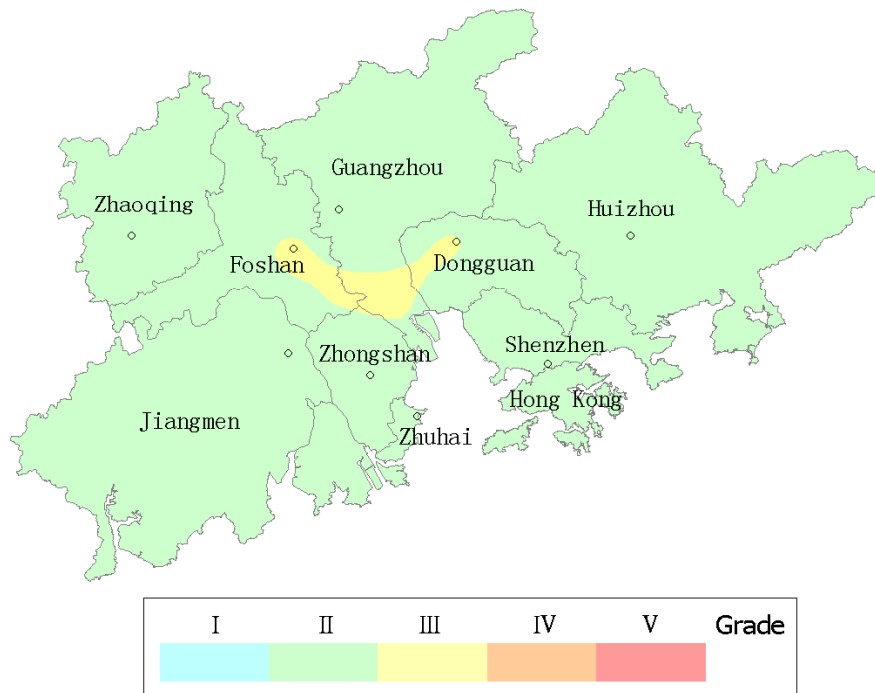 Guangzhou
Zhaoqing
Huizhou
Foshan
Dongguan
Zhongshan
Shenzhen
Hong Kong
Jiangmen
Zhuhai
Ⅰ Ⅱ Ⅲ Ⅳ Ⅴ Grade